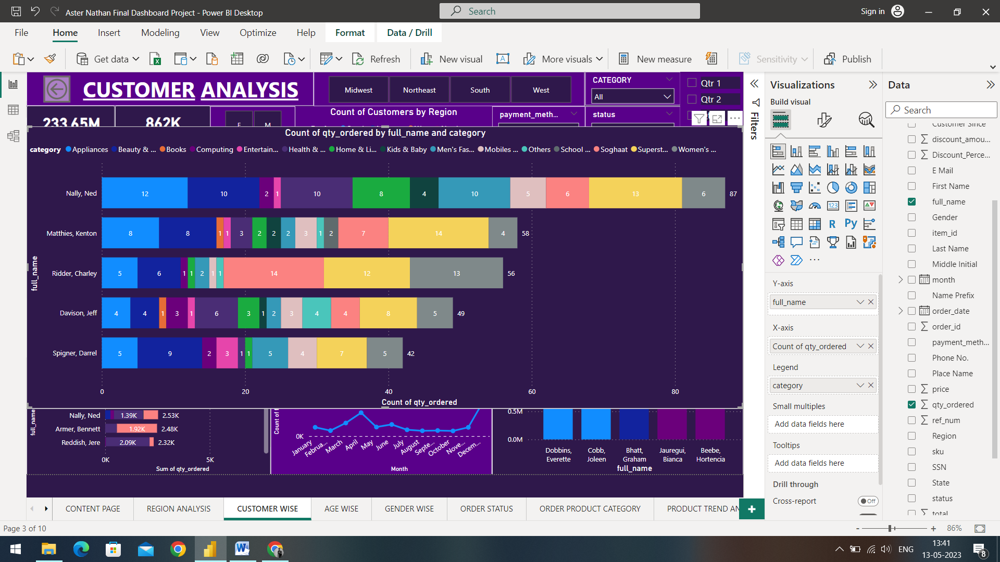 Aster Nathan Final Dashboard Project - Power BI Desktop
Search
Sign in
File Home Insert Modeling View Optimize Help Format Data / Drill
Get data Refresh New visual More visuals New measure Sensitivity Publish
CUSTOMER ANALYSIS
Midwest Northeast South West
CATEGORY
All
Qtr 1
Qtr 2
233.65M 862K
F M
Count of Customers by Region
payment_meth...
status
Filters
Count of qty_ordered by full_name and category
category Appliances Beauty & ... Books Computing Entertain... Health & ... Home & Li... Kids & Baby Men's Fas... Mobiles ... Others School ... Soghaat Superst... Women's ...
full_name
Nally, Ned 12 10 2 1 10 8 4 10 5 6 13 6 87
Matthies, Kenton 8 8 1 1 3 2 2 2 3 1 2 7 14 4 58
Ridder, Charley 5 6 1 1 2 1 1 14 12 13 56
Davison, Jeff 4 4 1 3 1 6 3 1 2 3 4 4 8 5 49
Spigner, Darrel 5 9 2 3 1 1 5 4 7 5 42
0 20 40 60 80
Count of qty_ordered
full_name
Nally, Ned 1.39K 2.53K
Armer, Bennett 1.92K 2.48K
Reddish, Jere 2.09K 2.32K
0K 5K
Sum of qty_ordered
Count of f
0K
January Februa... March April May June July August Septe... October Nove... Decem...
Month
0.5M
0.0M
Dobbins, Everette Cobb, Joleen Bhatt, Graham Jauregui, Bianca Beebe, Hortencia
full_name
Visualizations
Build visual
R Py
123
...
Y-axis
full_name
X-axis
Count of qty_ordered
Legend
category
Small multiples
Add data fields here
Tooltips
Add data fields here
Drill through
Cross-report Off
Data
Search
Customer Since
discount_amou...
Discount_Perce...
E Mail
First Name
full_name
Gender
item_id
Last Name
Middle Initial
month
Name Prefix
order_date
order_id
payment_meth...
Phone No.
Place Name
price
qty_ordered
ref_num
Region
sku
SSN
State
status
total
CONTENT PAGE REGION ANALYSIS CUSTOMER WISE AGE WISE GENDER WISE ORDER STATUS ORDER PRODUCT CATEGORY PRODUCT TREND AN
Page 3 of 10
- + 86%
ENG
13:41
13-05-2023
8